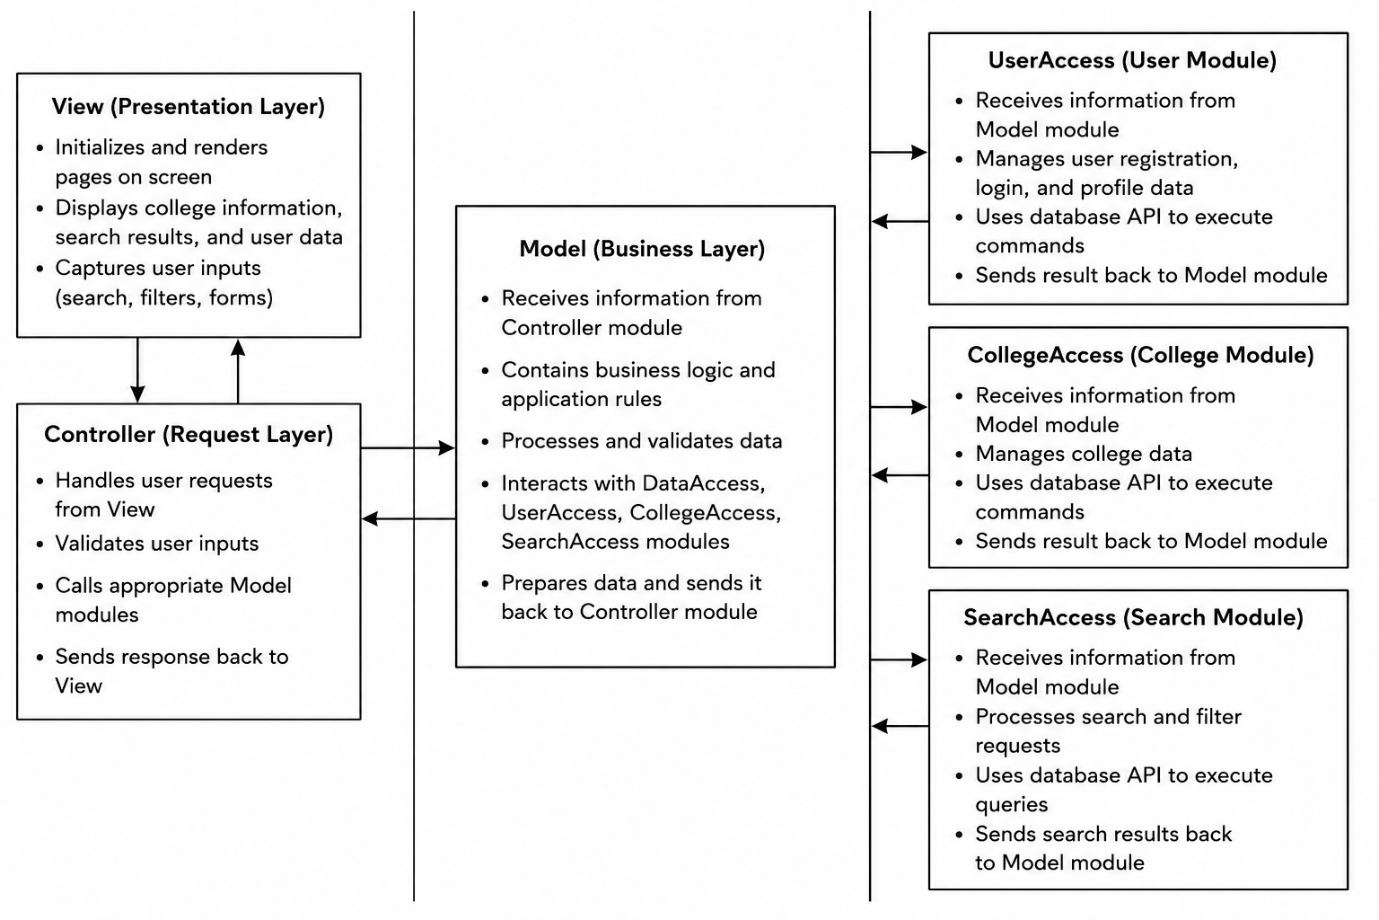 View (Presentation Layer)
• Initializes and renders
pages on screen
• Displays college information,
search results, and user data
• Captures user inputs
(search, filters, forms)
Controller (Request Layer)
• Handles user requests
from View
• Validates user inputs
• Calls appropriate Model
modules
• Sends response back to
View
Model (Business Layer)
• Receives information from
Controller module
• Contains business logic and
application rules
• Processes and validates data
• Interacts with DataAccess,
UserAccess, CollegeAccess,
SearchAccess modules
• Prepares data and sends it
back to Controller module
UserAccess (User Module)
• Receives information from
Model module
• Manages user registration,
login, and profile data
• Uses database API to execute
commands
• Sends result back to Model module
CollegeAccess (College Module)
• Receives information from
Model module
• Manages college data
• Uses database API to execute
commands
• Sends result back to Model module
SearchAccess (Search Module)
• Receives information from
Model module
• Processes search and filter
requests
• Uses database API to execute
queries
• Sends search results back
to Model module